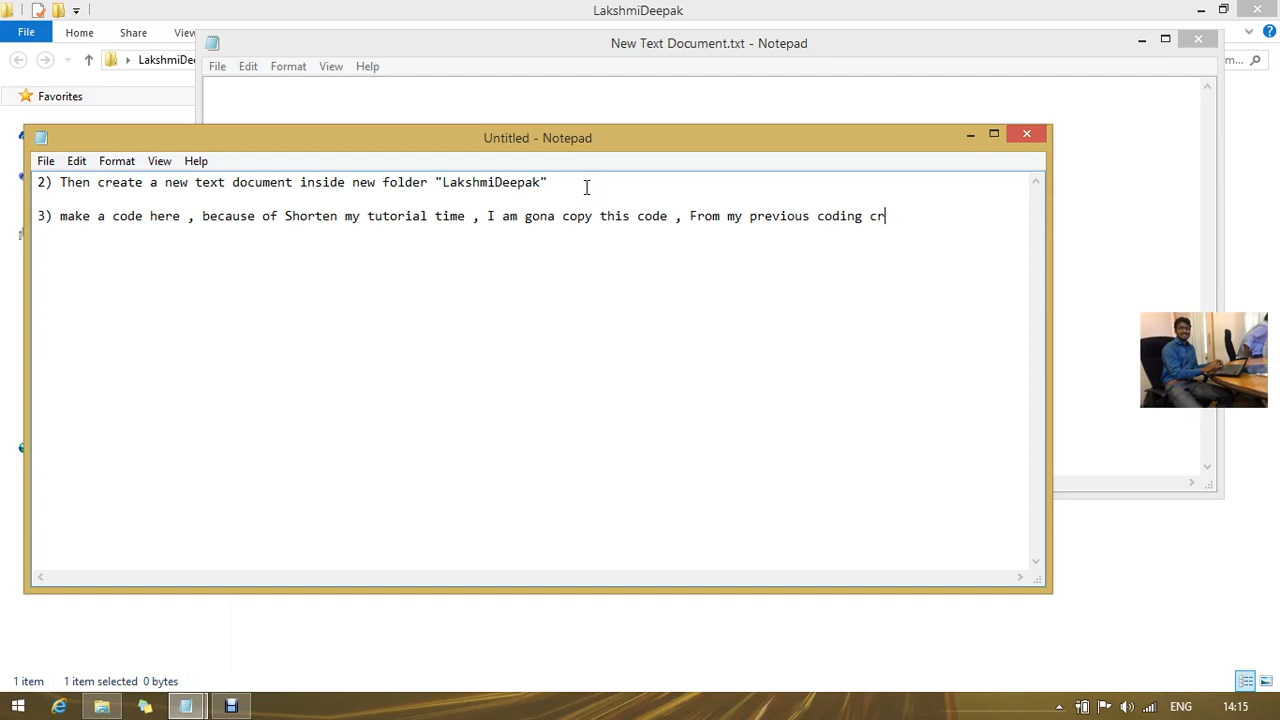 LakshmiDeepak
File Home Share View
LakshmiDee
Favorites
New Text Document.txt - Notepad
File Edit Format View Help
m...
Untitled - Notepad
File Edit Format View Help
2) Then create a new text document inside new folder "LakshmiDeepak"
3) make a code here , because of Shorten my tutorial time , I am gona copy this code , From my previous coding cr
1 item 1 item selected 0 bytes
ENG 14:15